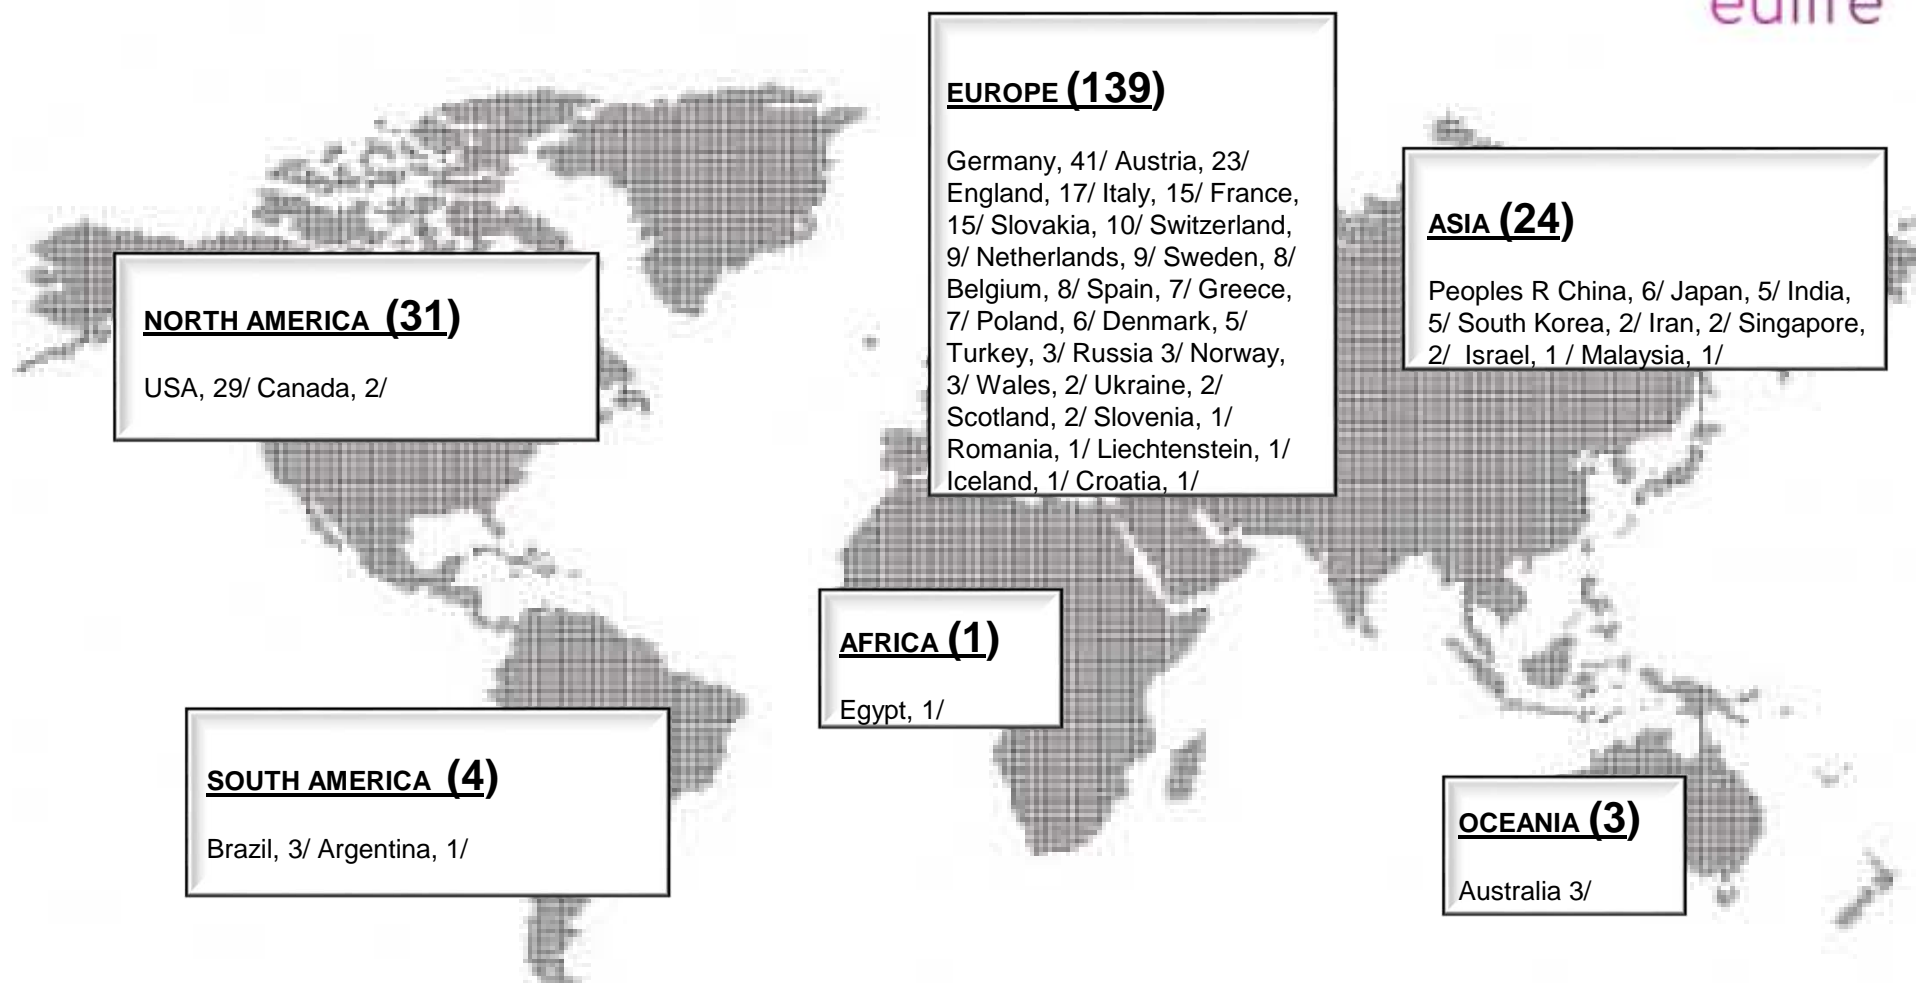 EUROPE (139)
Germany, 41/ Austria, 23/
England, 17/ Italy, 15/ France,
15/ Slovakia, 10/ Switzerland,
9/ Netherlands, 9/ Sweden, 8/
Belgium, 8/ Spain, 7/ Greece,
7/ Poland, 6/ Denmark, 5/
Turkey, 3/ Russia 3/ Norway,
3/ Wales, 2/ Ukraine, 2/
Scotland, 2/ Slovenia, 1/
Romania, 1/ Liechtenstein, 1/
Iceland, 1/ Croatia, 1/
ASIA (24)
Peoples R China, 6/ Japan, 5/ India,
5/ South Korea, 2/ Iran, 2/ Singapore,
2/ Israel, 1 / Malaysia, 1/
NORTH AMERICA (31)
USA, 29/ Canada, 2/
AFRICA (1)
Egypt, 1/
SOUTH AMERICA (4)
Brazil, 3/ Argentina, 1/
OCEANIA (3)
Australia 3/